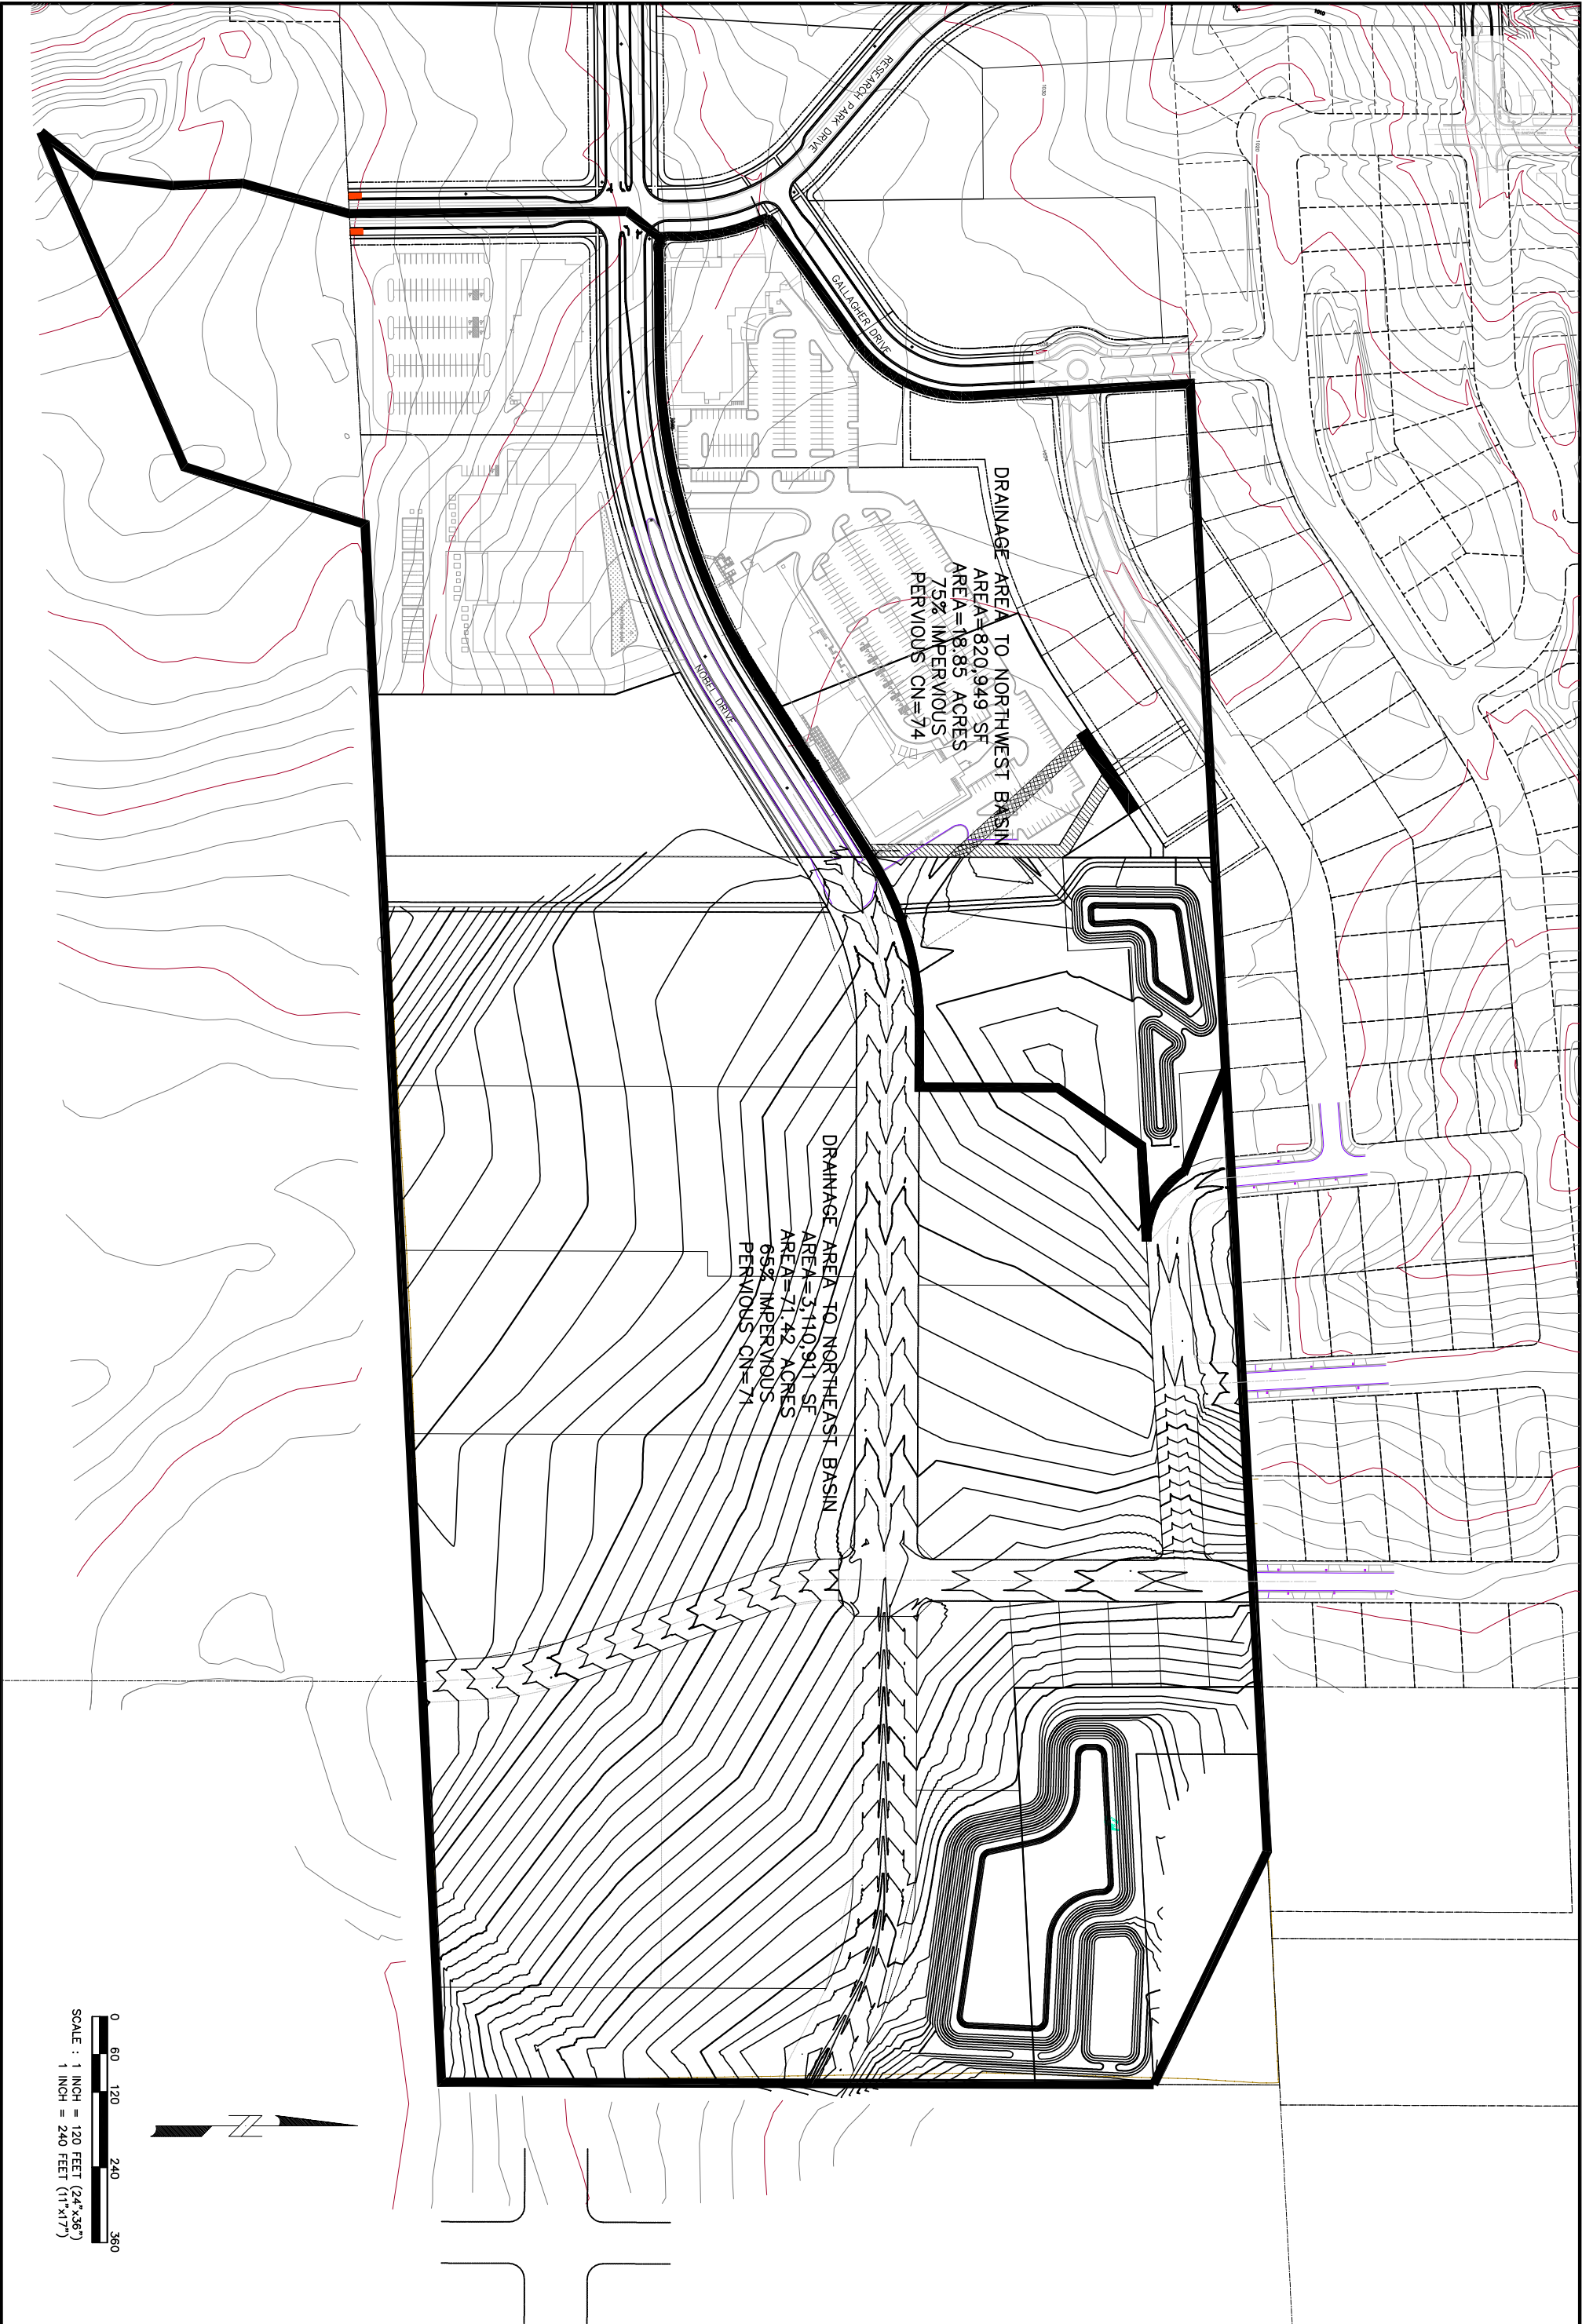 RESEARCH PARK DRIVE
GALLAGHER DRIVE
NOBEL DRIVE
DRAINAGE AREA TO NORTHWEST BASIN
AREA=820,949 SF
AREA=18.85 ACRES
75% IMPERVIOUS
PERVIOUS CN=74
DRAINAGE AREA TO NORTHEAST BASIN
AREA=3,110,911 SF
AREA=71.42 ACRES
65% IMPERVIOUS
PERVIOUS CN=71
1030
1020
0 60 120 240 360
SCALE : 1 INCH = 120 FEET (24"x36")
1 INCH = 240 FEET (11"x17")